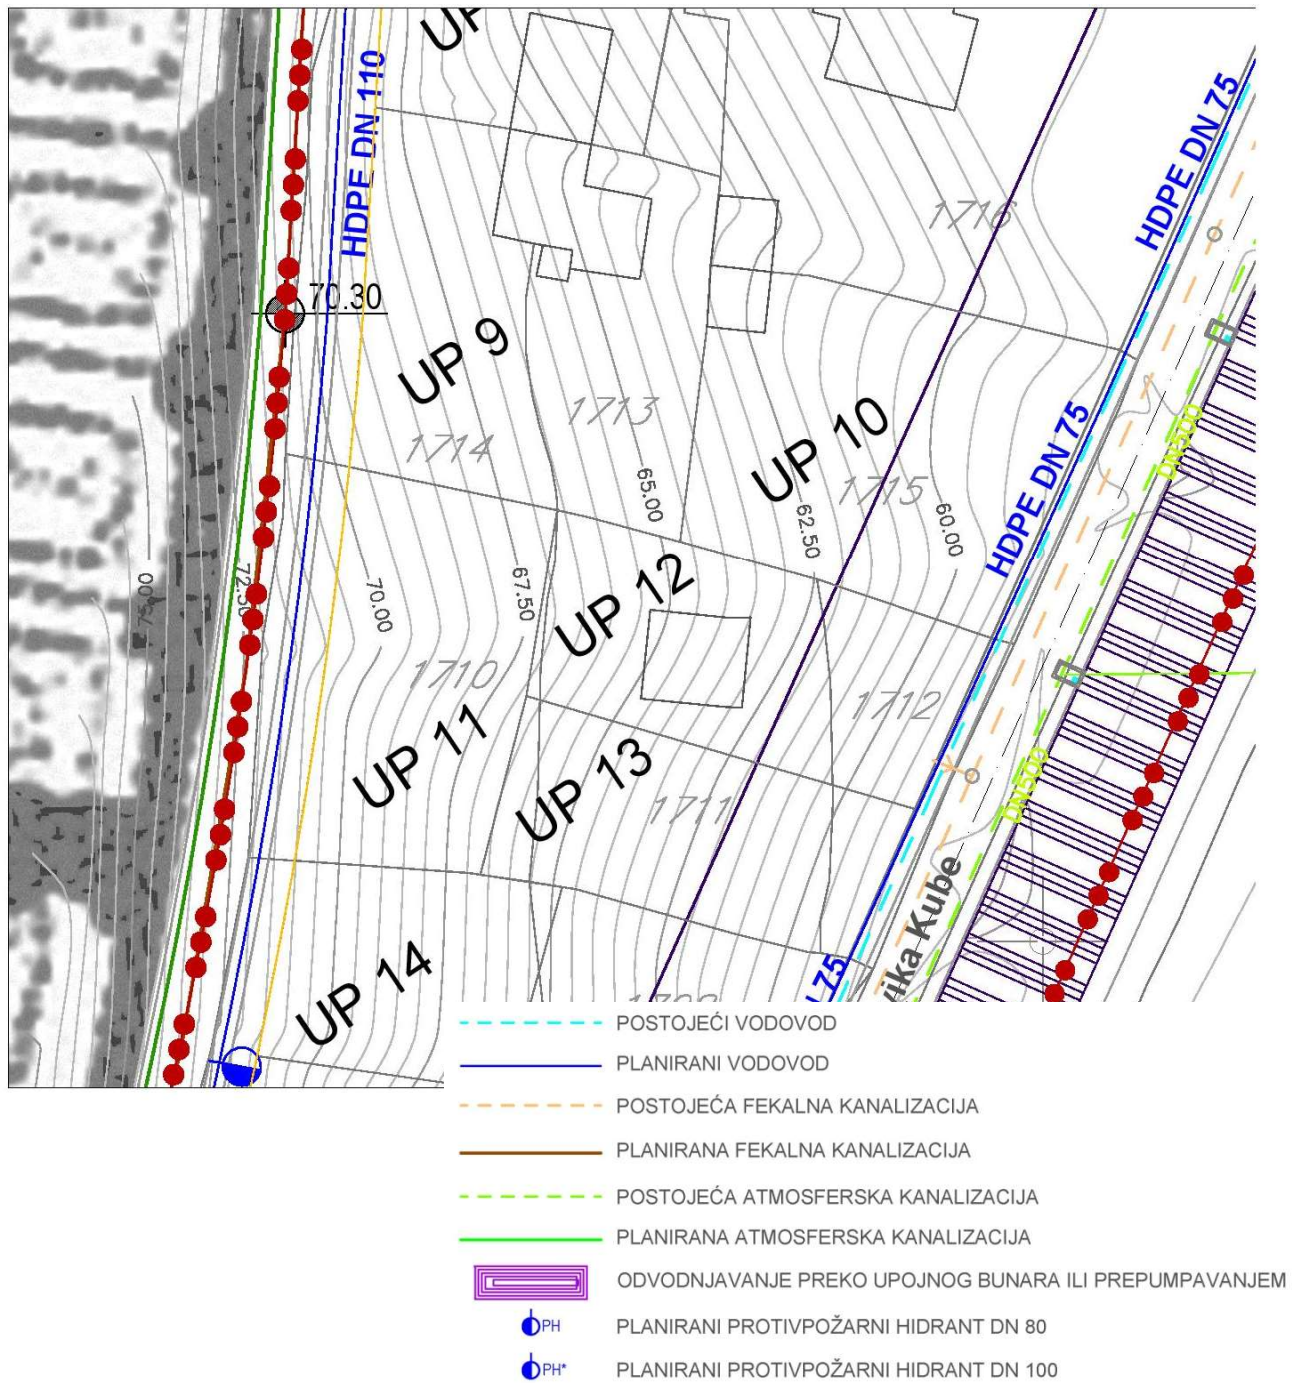 UP
HDPE DN 110
HDPE DN 75
1716
70.30
UP 9
1713
1714
UP 10
1715
65.00
62.50
60.00
HDPE DN 75
DN500
UP 12
67.50
70.00
72.50
1710
1712
UP 11
UP 13
1711
DN500
vika Kube
75
UP 14
POSTOJEĆI VODOVOD
PLANIRANI VODOVOD
POSTOJEĆA FEKALNA KANALIZACIJA
PLANIRANA FEKALNA KANALIZACIJA
POSTOJEĆA ATMOSFERSKA KANALIZACIJA
PLANIRANA ATMOSFERSKA KANALIZACIJA
ODVODNJAVANJE PREKO UPOJNOG BUNARA ILI PREPUMPAVANJEM
PH PLANIRANI PROTIVPOŽARNI HIDRANT DN 80
PH* PLANIRANI PROTIVPOŽARNI HIDRANT DN 100